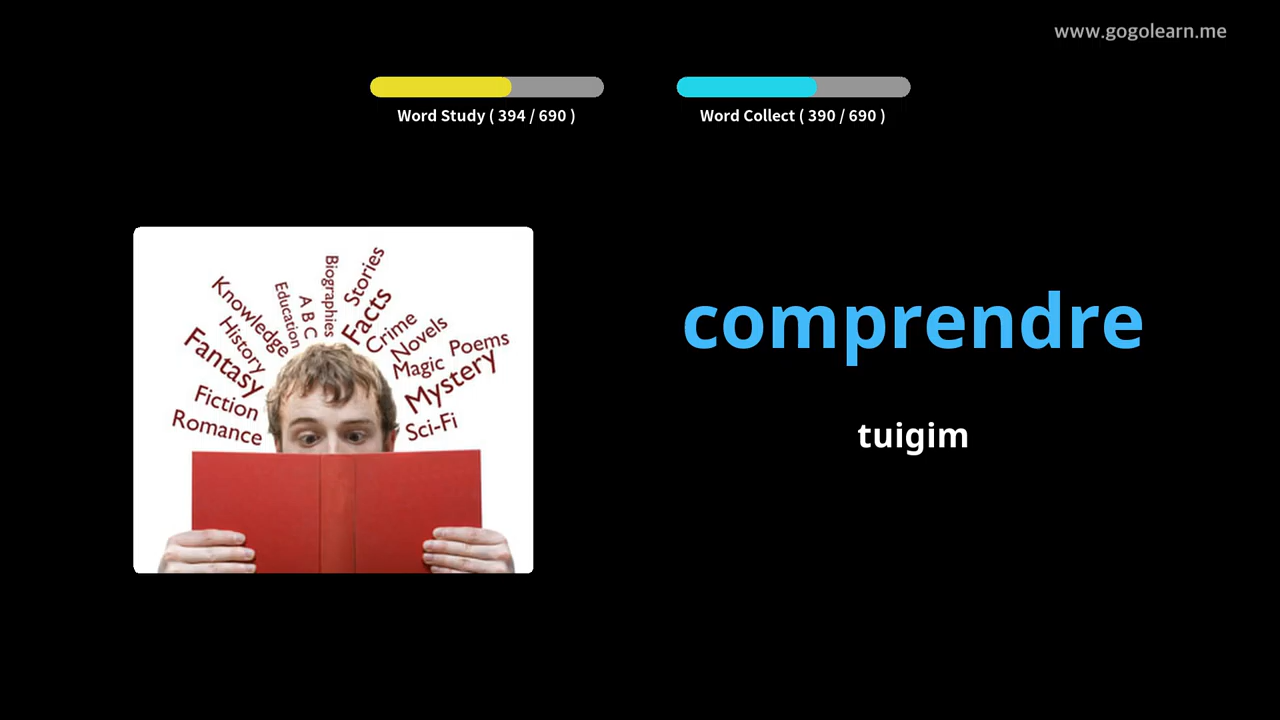 www.gogolearn.me
Word Study ( 394 / 690 )
Word Collect ( 390 / 690 )
Stories
Biographies
Facts
A B C
Education
Knowledge
Crime
Novels
History
Poems
Fantasy
Magic
Mystery
Fiction
Romance
Sci-Fi
comprendre
tuigim